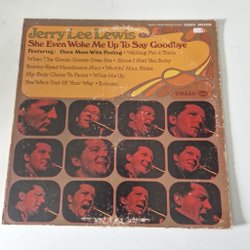 Jerry Lee Lewis
She Even Woke Me Up To Say Goodbye
Featuring: Once More With Feeling • Waiting For A Train
When The Grass Grows Over Me • Since I Met You Baby
Brown-Eyed Handsome Man • Workin' Man Blues
My Only Claim To Fame • Wine Me Up
You Went Out Of Your Way • Echoes
SMASH